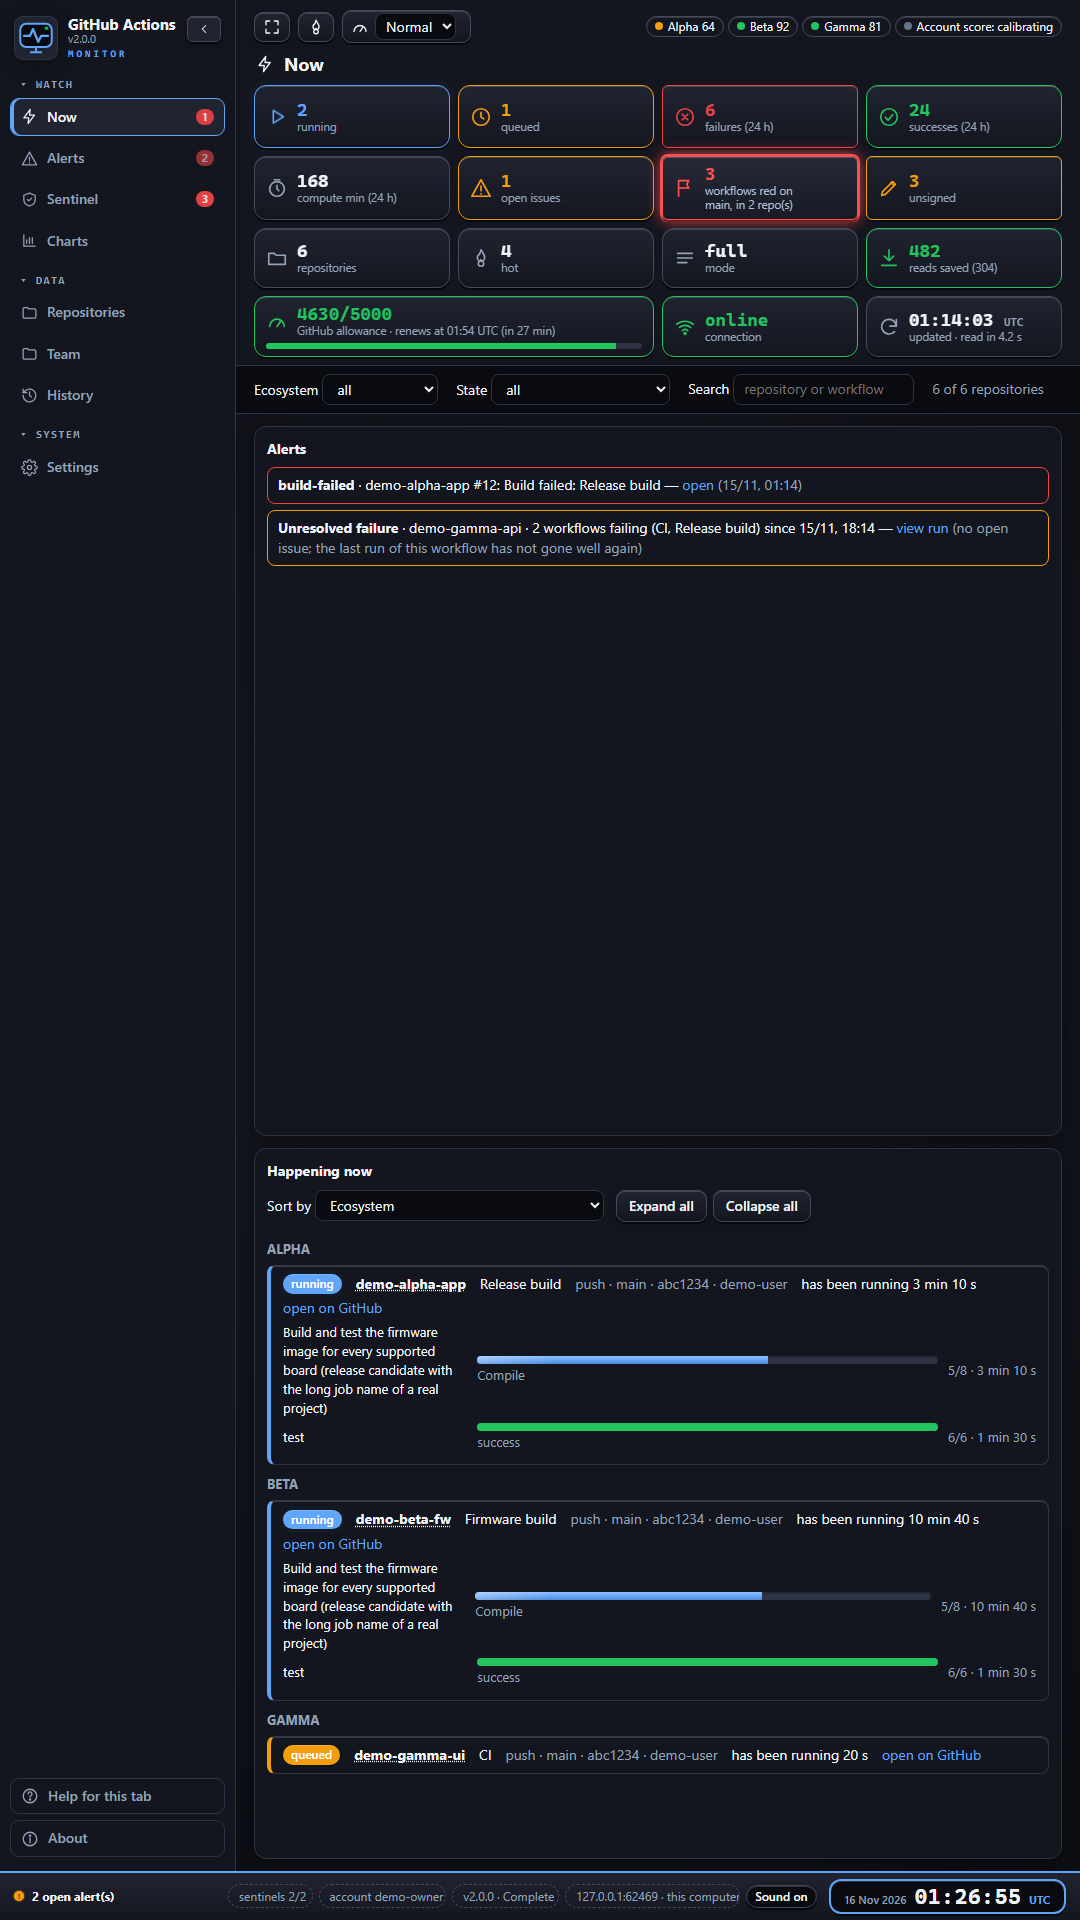 GitHub Actions
v2.0.0
MONITOR
WATCH
Now 1
Alerts 2
Sentinel 3
Charts
DATA
Repositories
Team
History
SYSTEM
Settings
Help for this tab
About
Normal
Alpha 64
Beta 92
Gamma 81
Account score: calibrating
Now
2
running
1
queued
6
failures (24 h)
24
successes (24 h)
168
compute min (24 h)
1
open issues
3
workflows red on
main, in 2 repo(s)
3
unsigned
6
repositories
4
hot
full
mode
482
reads saved (304)
4630/5000
GitHub allowance · renews at 01:54 UTC (in 27 min)
online
connection
01:14:03 UTC
updated · read in 4.2 s
Ecosystem all
State all
Search repository or workflow
6 of 6 repositories
Alerts
build-failed · demo-alpha-app #12: Build failed: Release build — open (15/11, 01:14)
Unresolved failure · demo-gamma-api · 2 workflows failing (CI, Release build) since 15/11, 18:14 — view run (no open
issue; the last run of this workflow has not gone well again)
Happening now
Sort by Ecosystem
Expand all
Collapse all
ALPHA
running demo-alpha-app Release build push · main · abc1234 · demo-user has been running 3 min 10 s
open on GitHub
Build and test the firmware
image for every supported
board (release candidate with
the long job name of a real
project)
Compile
5/8 · 3 min 10 s
test
success
6/6 · 1 min 30 s
BETA
running demo-beta-fw Firmware build push · main · abc1234 · demo-user has been running 10 min 40 s
open on GitHub
Build and test the firmware
image for every supported
board (release candidate with
the long job name of a real
project)
Compile
5/8 · 10 min 40 s
test
success
6/6 · 1 min 30 s
GAMMA
queued demo-gamma-ui CI push · main · abc1234 · demo-user has been running 20 s open on GitHub
2 open alert(s)
sentinels 2/2
account demo-owner
v2.0.0 · Complete
127.0.0.1:62469 · this computer
Sound on
16 Nov 2026 01:26:55 UTC